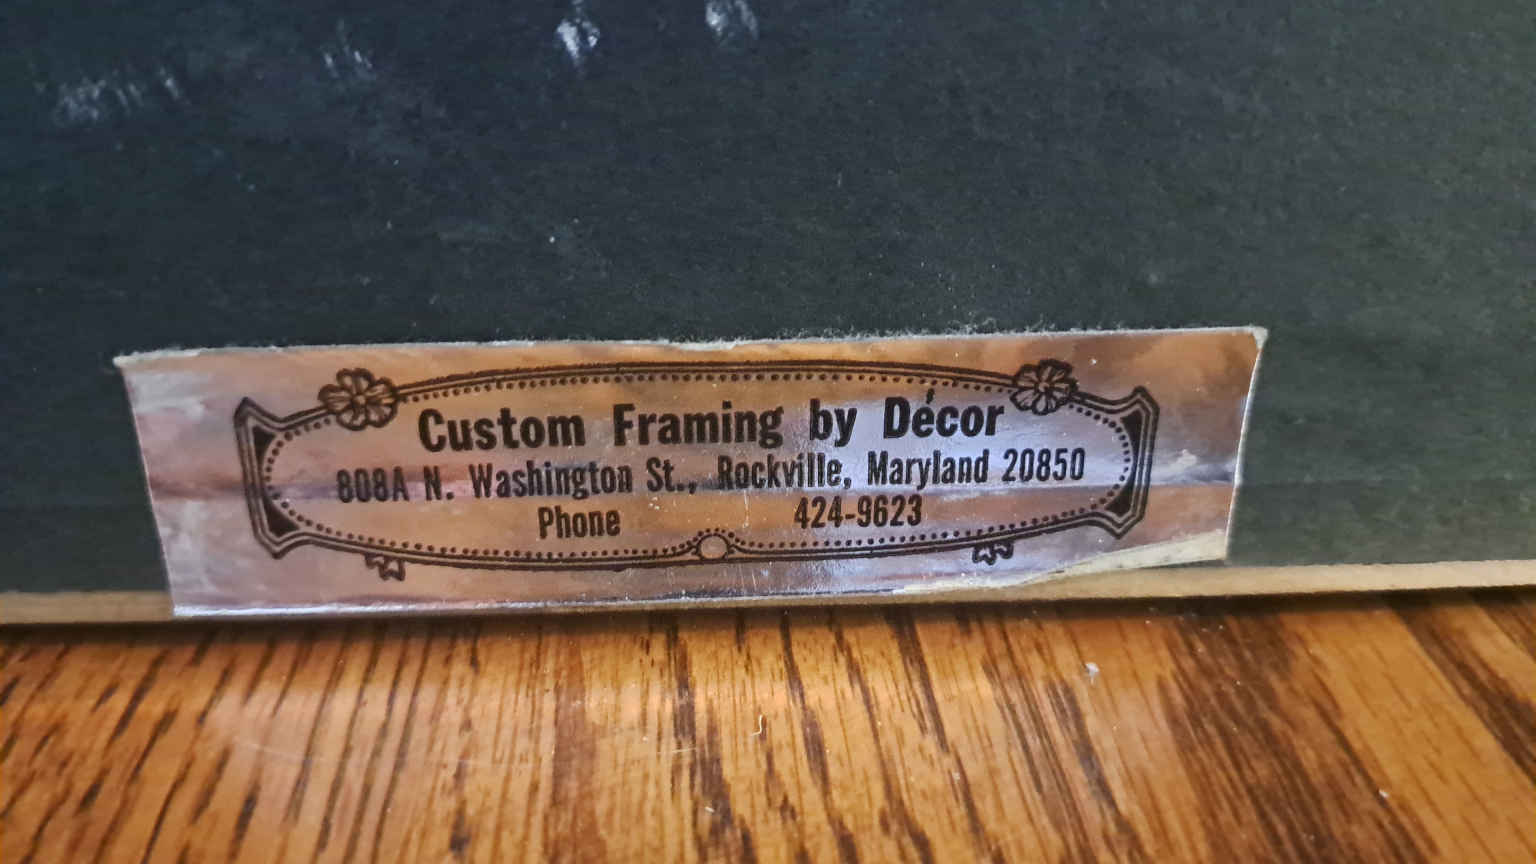 Custom Framing by Décor
808A N. Washington St., Rockville, Maryland 20850
Phone 424-9623